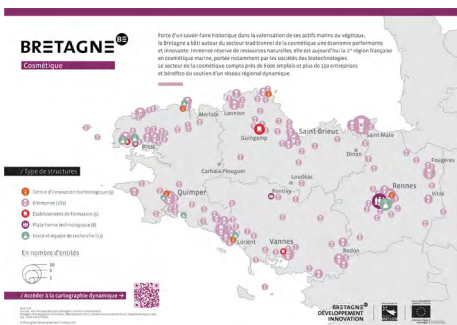 BRETAGNE BE
Cosmétique
Forte d'un savoir-faire historique dans la valorisation de ses actifs marins ou végétaux,
la Bretagne a bâti autour du secteur traditionnel de la cosmétique une économie performante
et innovante. Immense réserve de ressources naturelles, elle est aujourd'hui la 1re région française
en cosmétique marine, portée notamment par les sociétés des biotechnologies.
Le secteur de la cosmétique compte près de 6000 emplois et plus de 150 entreprises
et bénéficie du soutien d'un réseau régional dynamique
Morlaix
Lannion
Guingamp
Saint-Brieuc
Saint-Malo
Dinan
Fougères
Brest
Carhaix-Plouguer
Loudéac
Rennes
Vitré
Quimper
Pontivy
Lorient
Vannes
Redon
/ Type de structures
Centre d'innovation technologique
Entreprise
Etablissement de formation
Plate-forme technologique
Unité et équipe de recherche
En nombre d'entités
10
1
/ Accéder à la cartographie dynamique →
BRETAGNE
DÉVELOPPEMENT
INNOVATION